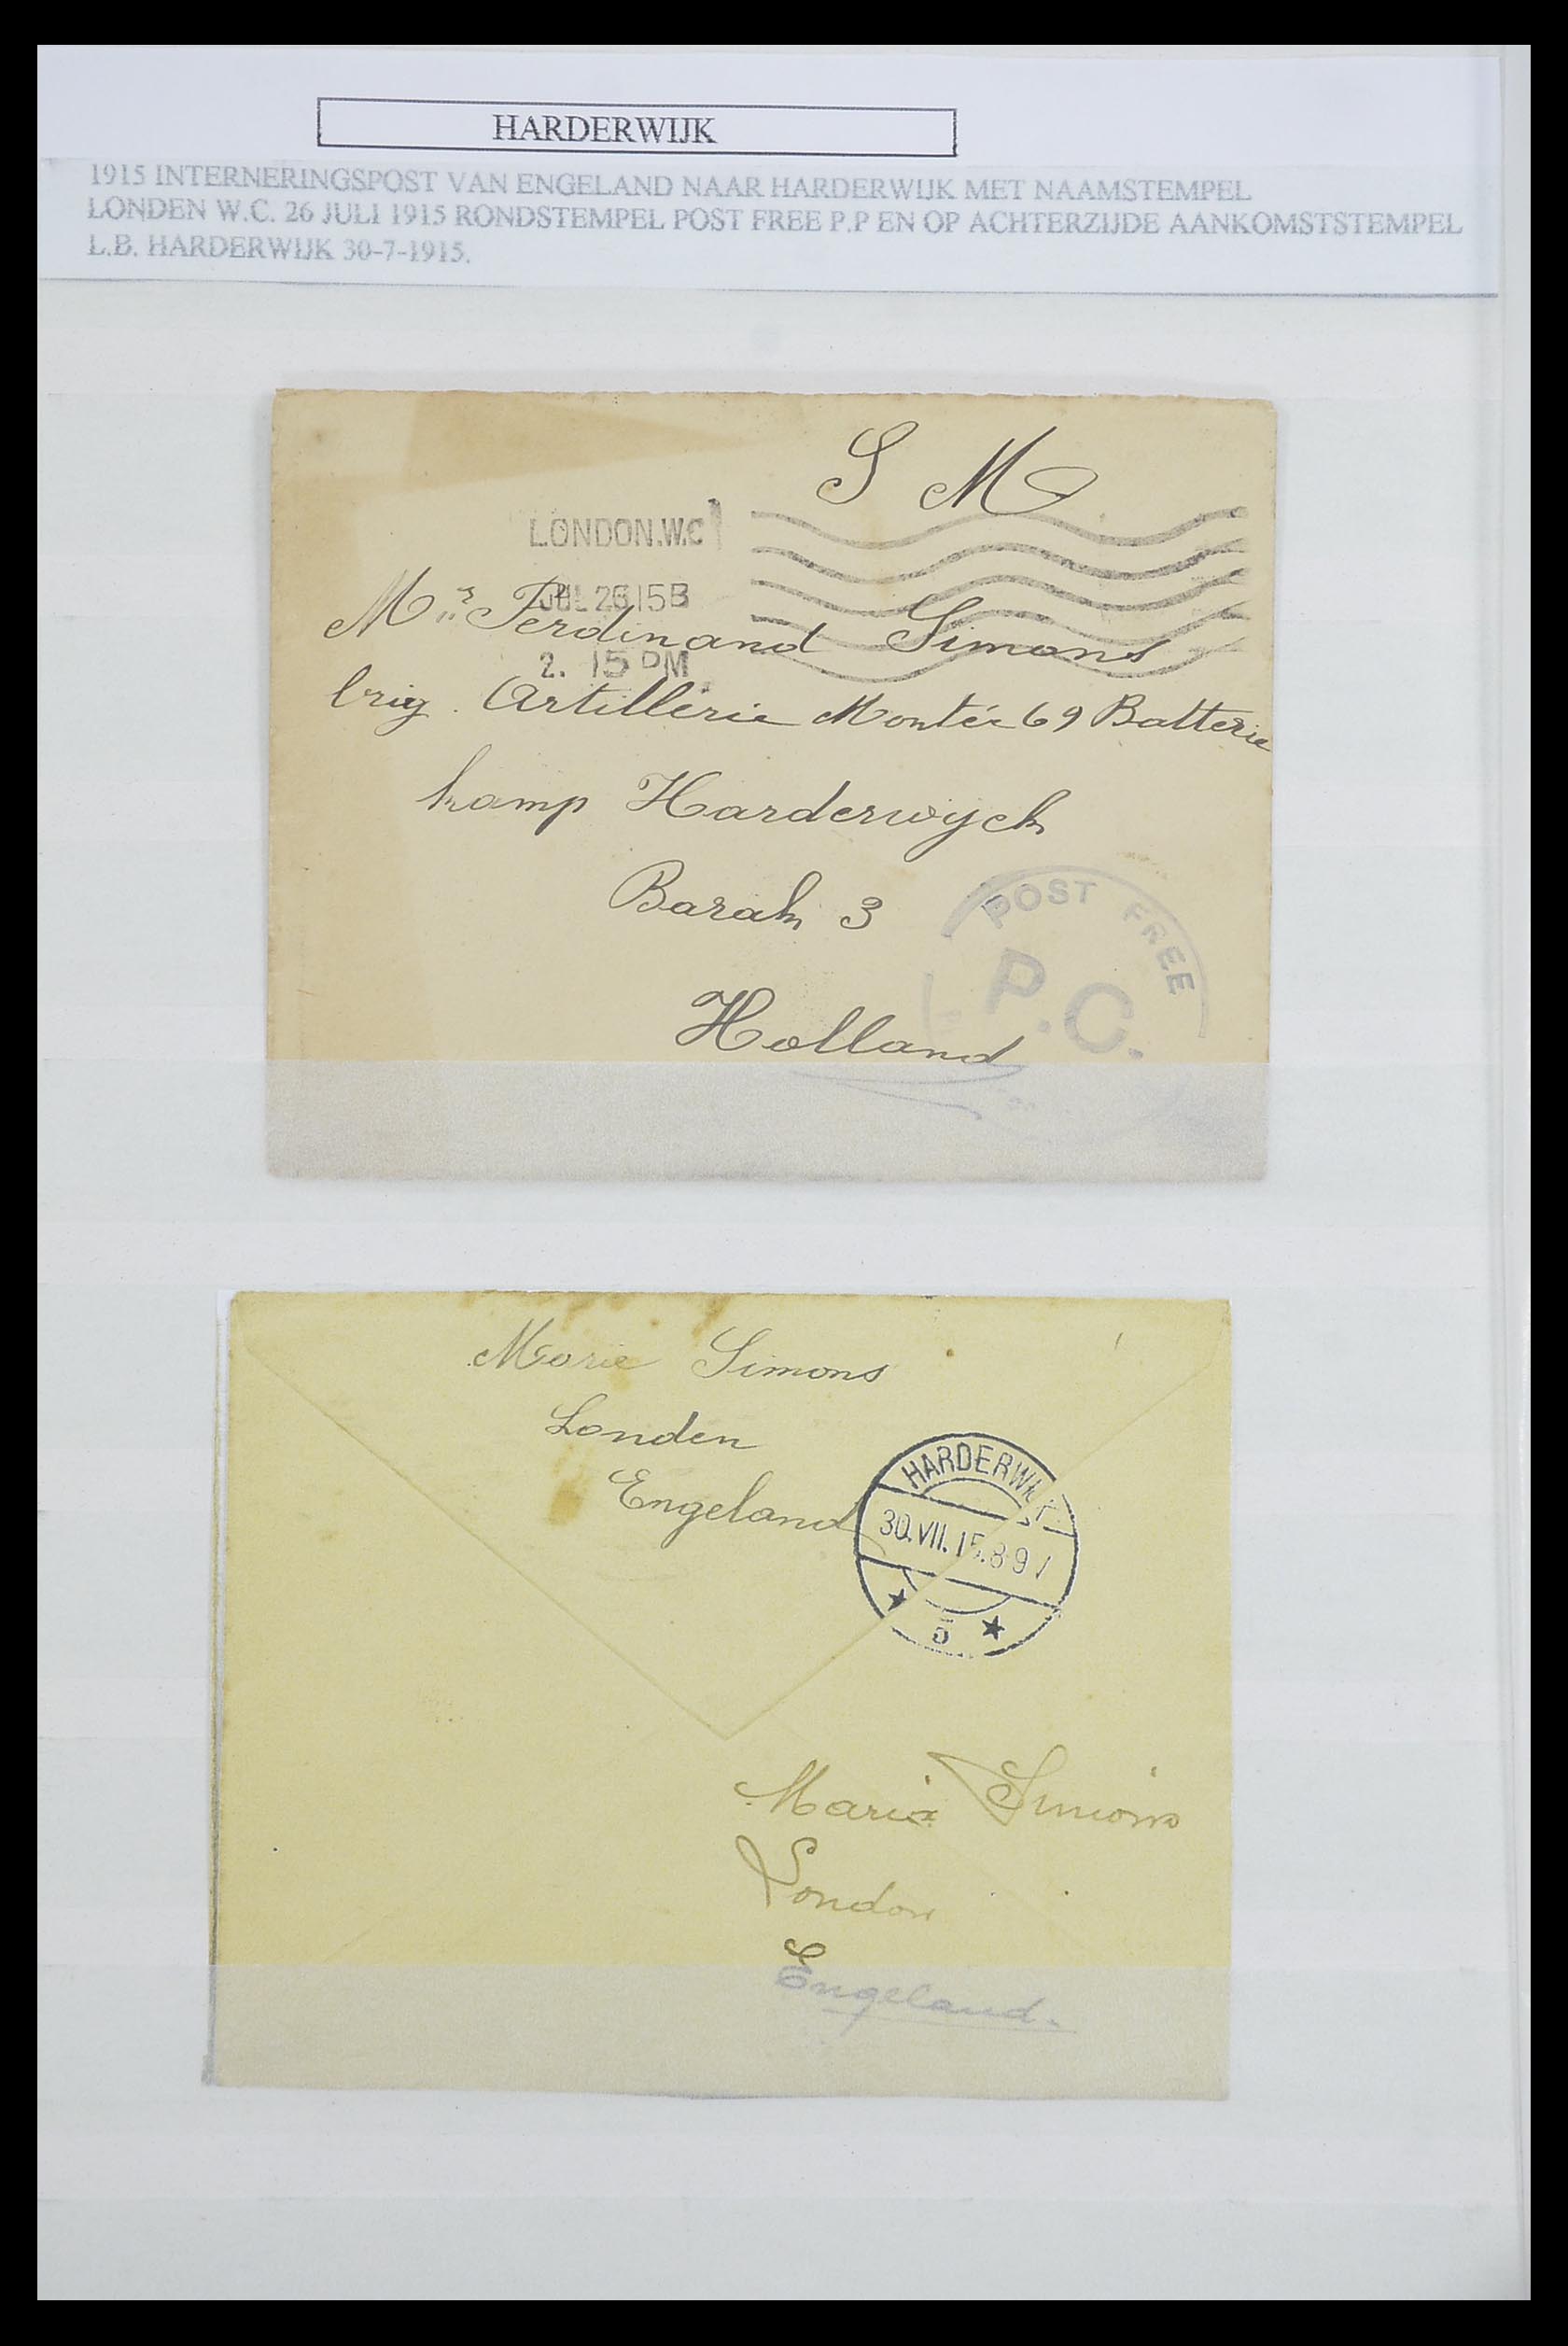 HARDERWIJK
1915 INTERNERINGSPOST VAN ENGELAND NAAR HARDERWIJK MET NAAMSTEMPEL
LONDEN W.C. 26 JULI 1915 RONDSTEMPEL POST FREE P.P EN OP ACHTERZIJDE AANKOMSTSTEMPEL
L.B. HARDERWIJK 30-7-1915.
S M
LONDON.W.C
JUL 26 15 B
2. 15 PM
Mr Ferdinand Simons
brig. Artillerie Montée 69 Batterie
kamp Harderwyck
Barak 3
Holland
POST FREE
P.C.
Marie Simons
Londen
Engeland
HARDERWIJK
30.VII.15.8-9
5
Maria Simons
London
Engeland.